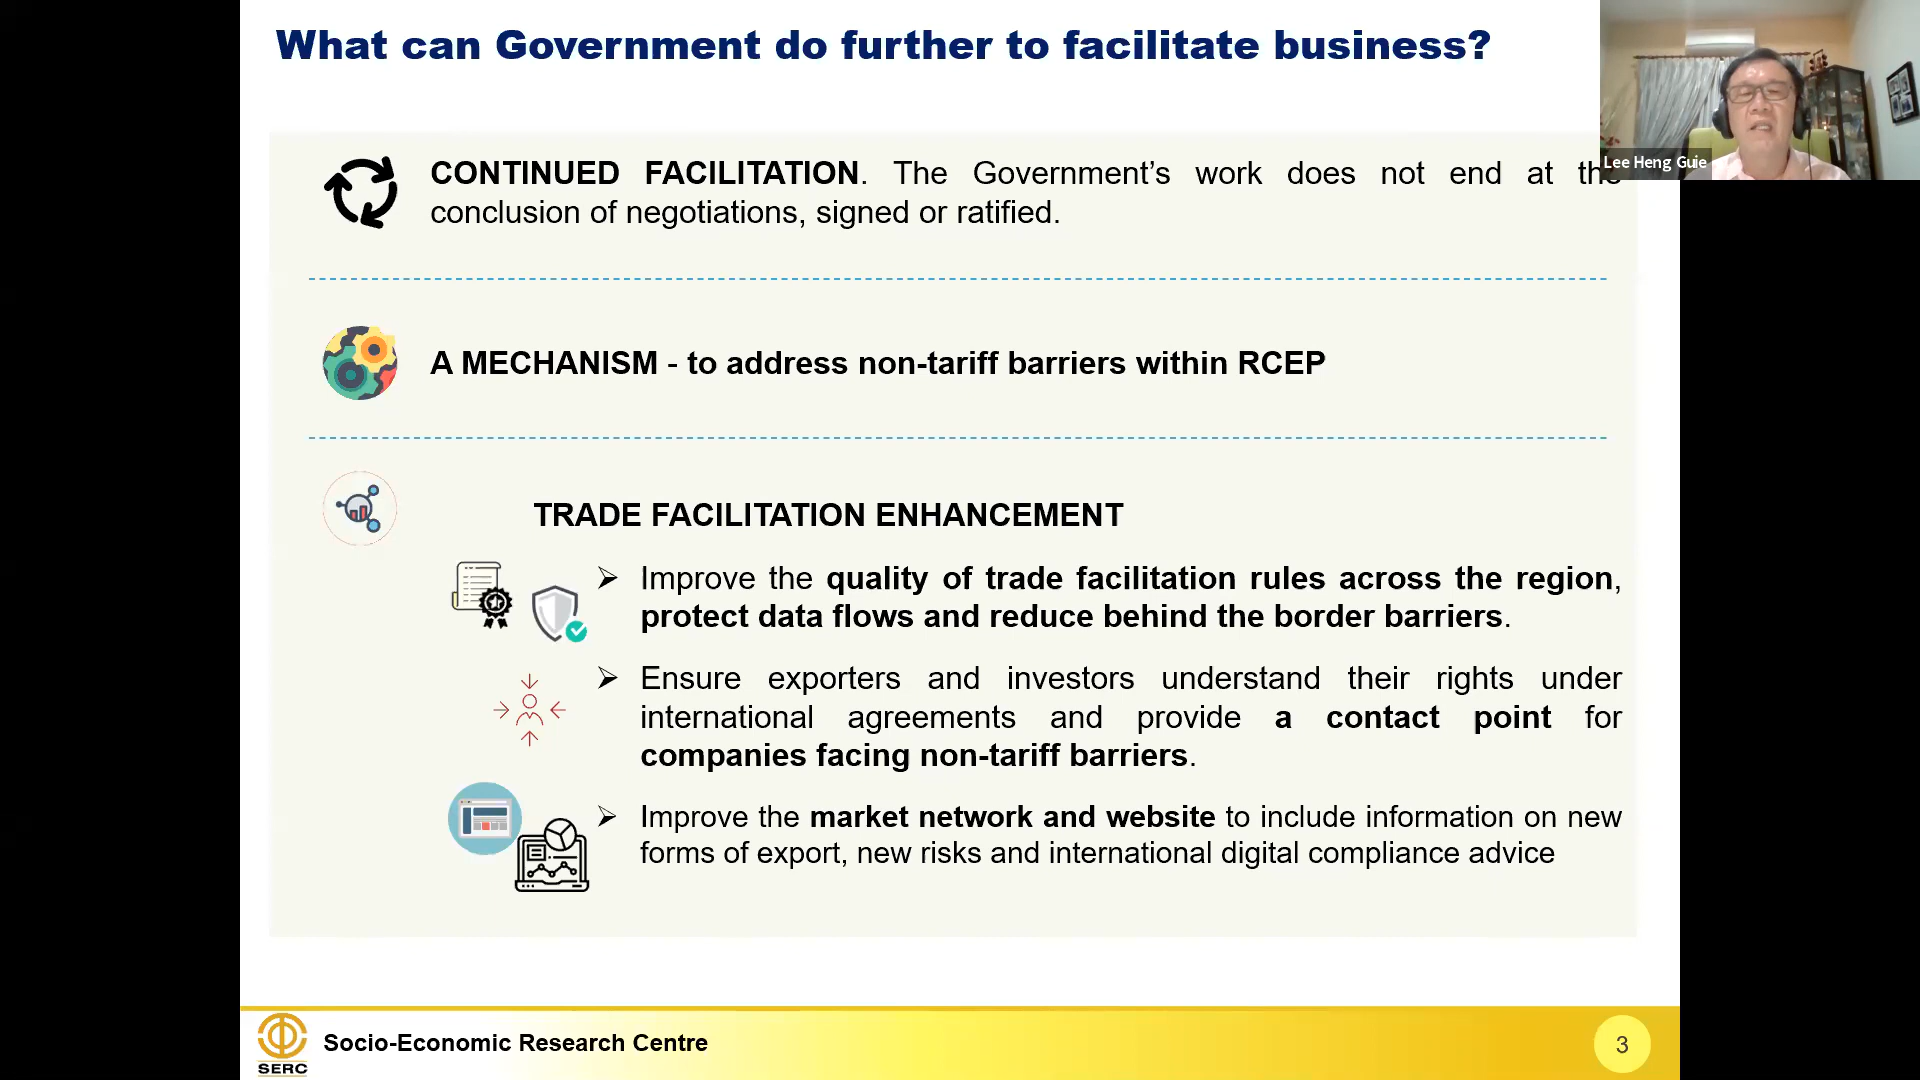 What can Government do further to facilitate business?
Lee Heng Guie
CONTINUED FACILITATION. The Government's work does not end at the
conclusion of negotiations, signed or ratified.
A MECHANISM - to address non-tariff barriers within RCEP
TRADE FACILITATION ENHANCEMENT
➢ Improve the quality of trade facilitation rules across the region,
protect data flows and reduce behind the border barriers.
➢ Ensure exporters and investors understand their rights under
international agreements and provide a contact point for
companies facing non-tariff barriers.
➢ Improve the market network and website to include information on new
forms of export, new risks and international digital compliance advice
SERC
Socio-Economic Research Centre
3